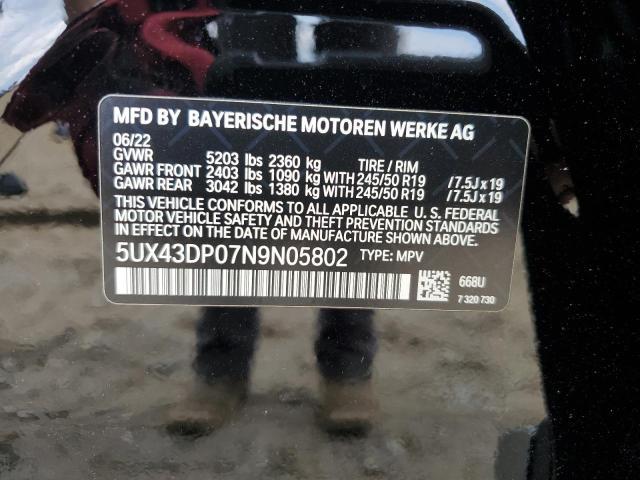 MFD BY BAYERISCHE MOTOREN WERKE AG
06/22
GVWR 5203 lbs 2360 kg TIRE / RIM
GAWR FRONT 2403 lbs 1090 kg WITH 245/50 R19 / 7.5J x 19
GAWR REAR 3042 lbs 1380 kg WITH 245/50 R19 / 7.5J x 19
THIS VEHICLE CONFORMS TO ALL APPLICABLE U. S. FEDERAL
MOTOR VEHICLE SAFETY AND THEFT PREVENTION STANDARDS
IN EFFECT ON THE DATE OF MANUFACTURE SHOWN ABOVE.
5UX43DP07N9N05802 TYPE: MPV
668U
7 320 730